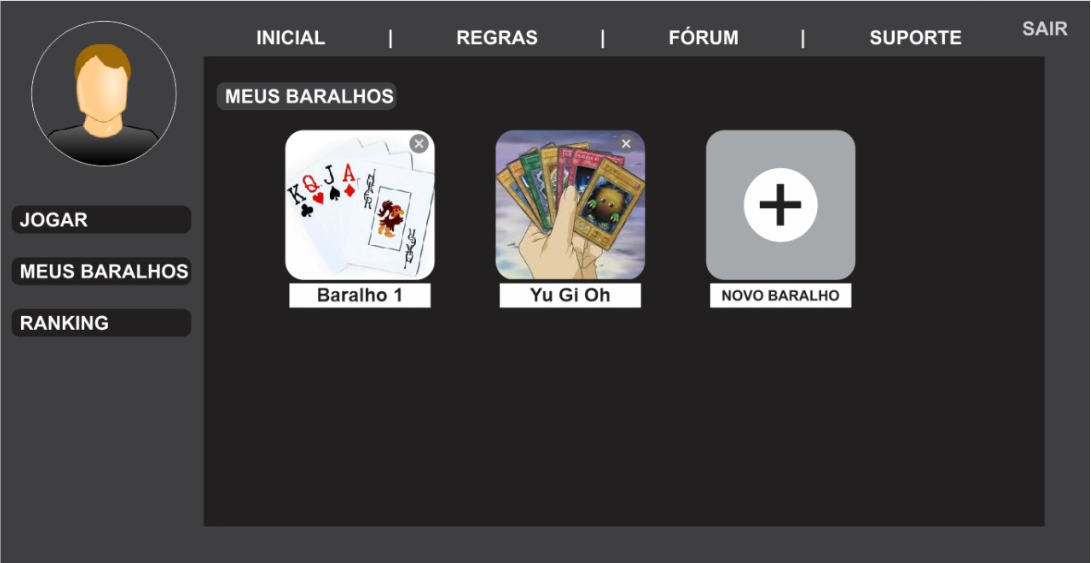 INICIAL | REGRAS | FÓRUM | SUPORTE
SAIR
MEUS BARALHOS
K Q J A
Baralho 1
Yu Gi Oh
NOVO BARALHO
JOGAR
MEUS BARALHOS
RANKING